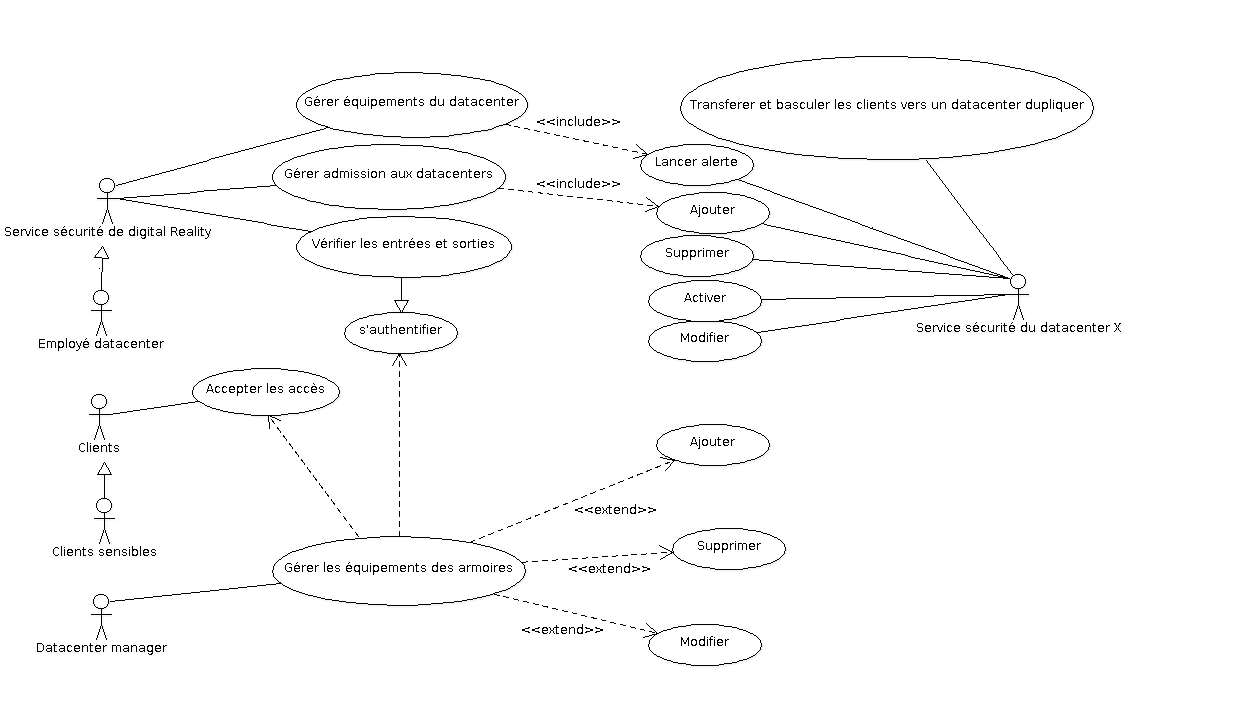 Transferer et basculer les clients vers un datacenter dupliquer
Gérer équipements du datacenter
<<include>>
Lancer alerte
Gérer admission aux datacenters
<<include>>
Ajouter
Service sécurité de digital Reality
Vérifier les entrées et sorties
Supprimer
Activer
Service sécurité du datacenter X
s'authentifier
Modifier
Employé datacenter
Accepter les accès
Clients
Ajouter
<<extend>>
Clients sensibles
Supprimer
Gérer les équipements des armoires
<<extend>>
<<extend>>
Modifier
Datacenter manager